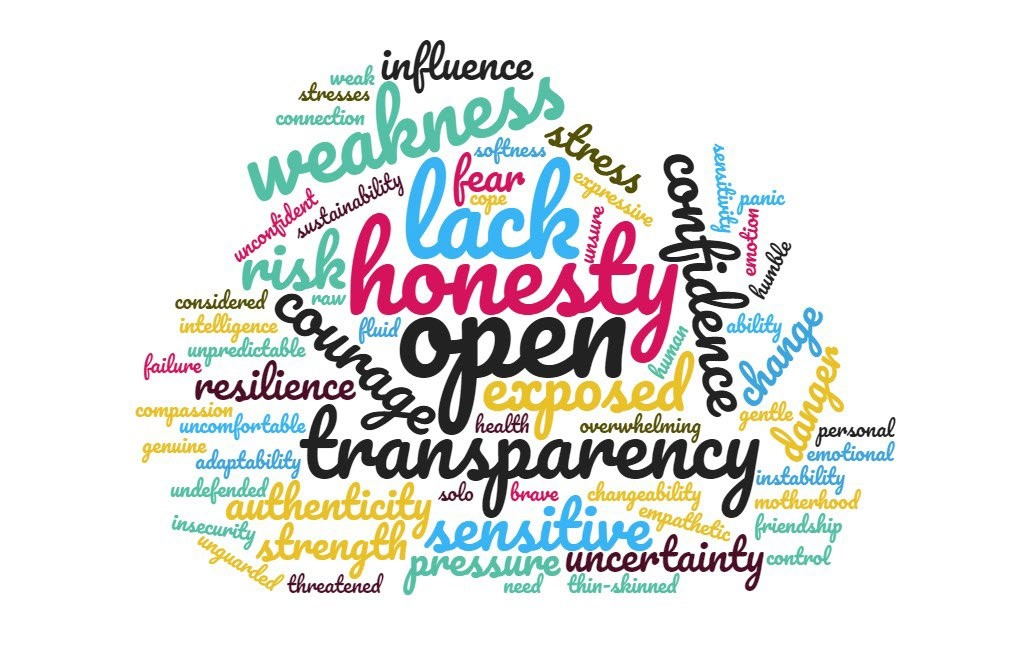 influence
weak
stresses
connection
weakness
stress
softness
fear
cope
expressive
lack
unconfident
sustainability
unsure
confidence
sensitivity
panic
emotion
humble
risk
raw
honesty
considered
courage
intelligence
fluid
open
human
ability
change
unpredictable
failure
resilience
exposed
danger
compassion
uncomfortable
health
overwhelming
gentle
personal
genuine
adaptability
transparency
emotional
instability
undefended
authenticity
solo
brave
changeability
motherhood
insecurity
sensitive
empathetic
friendship
unguarded
strength
pressure
uncertainty
control
threatened
need
thin-skinned